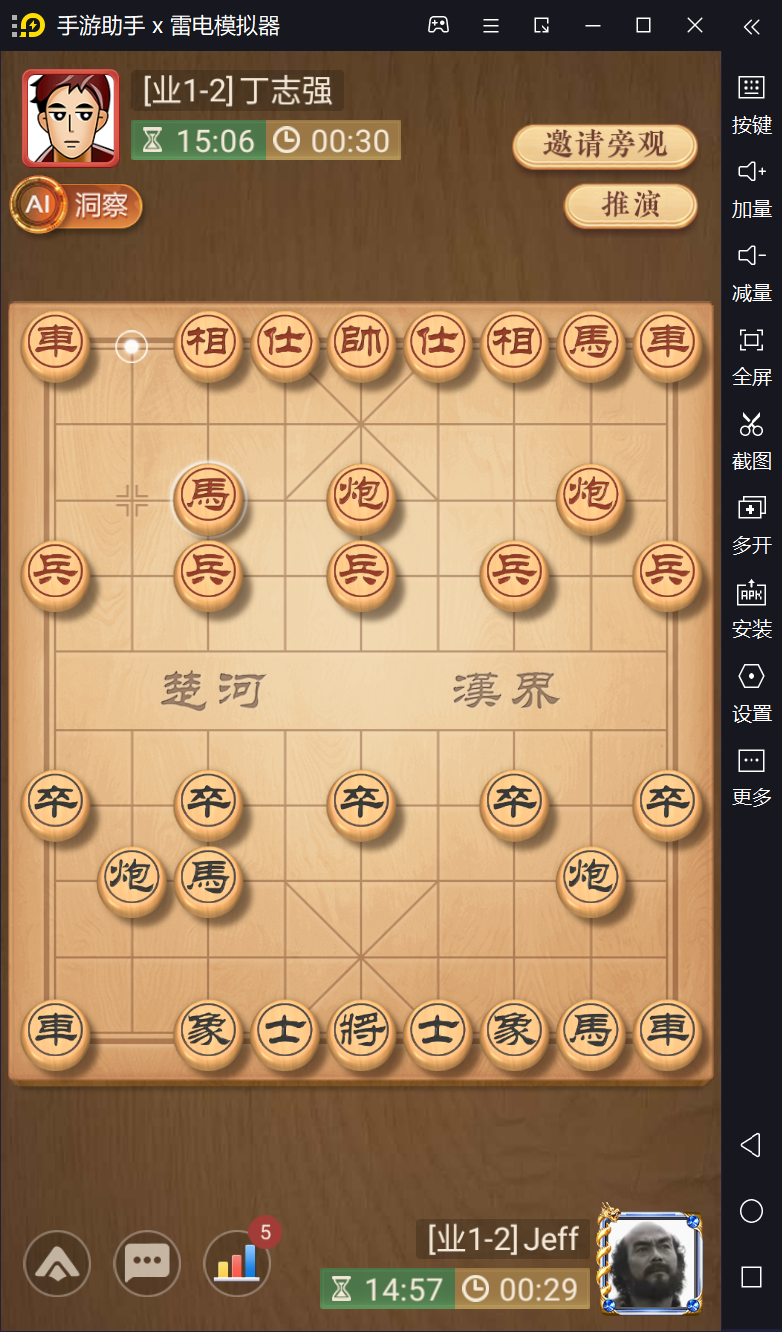 手游助手 x 雷电模拟器
[业1-2]丁志强
15:06 00:30
邀请旁观
AI 洞察
推演
車 相 仕 帥 仕 相 馬 車
馬 炮 炮
兵 兵 兵 兵 兵
楚河 漢界
卒 卒 卒 卒 卒
炮 馬 炮
車 象 士 將 士 象 馬 車
5
[业1-2]Jeff
14:57 00:29
按键
加量
减量
全屏
截图
多开
APK
安装
设置
更多